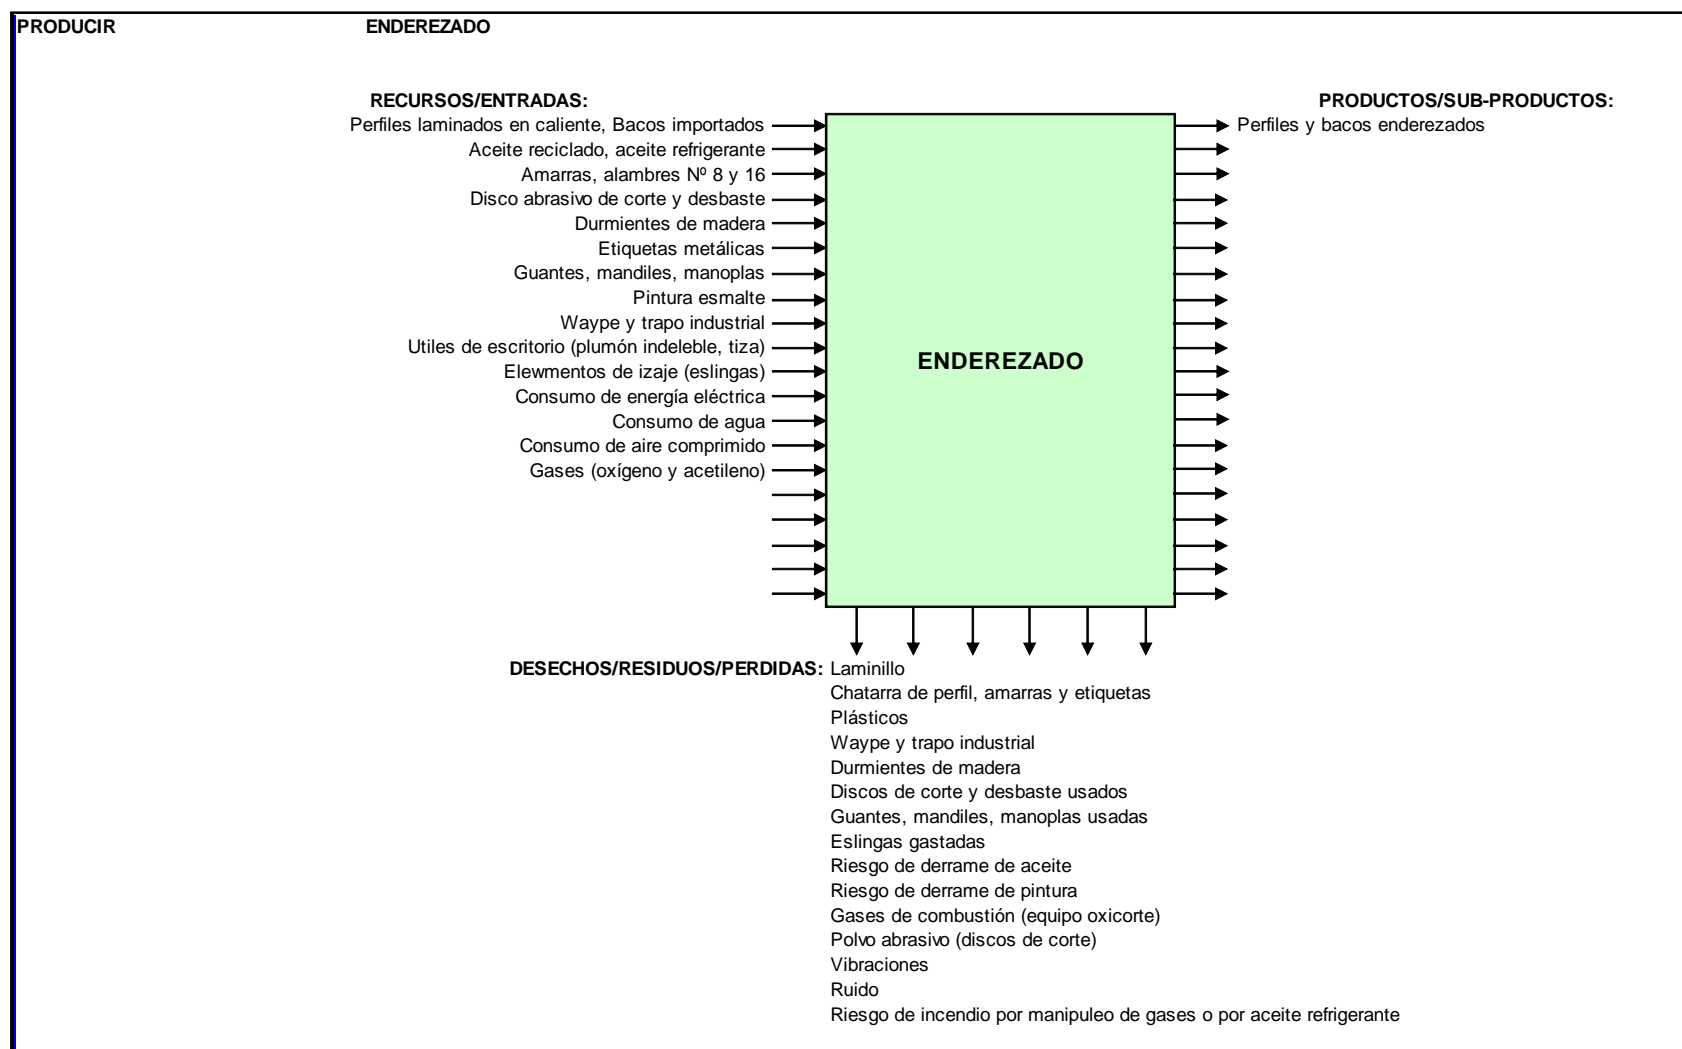 PRODUCIR ENDEREZADO
RECURSOS/ENTRADAS: PRODUCTOS/SUB-PRODUCTOS:
Perfiles laminados en caliente, Bacos importados Perfiles y bacos enderezados
Aceite reciclado, aceite refrigerante
Amarras, alambres Nº 8 y 16
Disco abrasivo de corte y desbaste
Durmientes de madera
Etiquetas metálicas
Guantes, mandiles, manoplas
Pintura esmalte
Waype y trapo industrial
Utiles de escritorio (plumón indeleble, tiza)
ENDEREZADO
Elewmentos de izaje (eslingas)
Consumo de energía eléctrica
Consumo de agua
Consumo de aire comprimido
Gases (oxígeno y acetileno)
DESECHOS/RESIDUOS/PERDIDAS: Laminillo
Chatarra de perfil, amarras y etiquetas
Plásticos
Waype y trapo industrial
Durmientes de madera
Discos de corte y desbaste usados
Guantes, mandiles, manoplas usadas
Eslingas gastadas
Riesgo de derrame de aceite
Riesgo de derrame de pintura
Gases de combustión (equipo oxicorte)
Polvo abrasivo (discos de corte)
Vibraciones
Ruido
Riesgo de incendio por manipuleo de gases o por aceite refrigerante